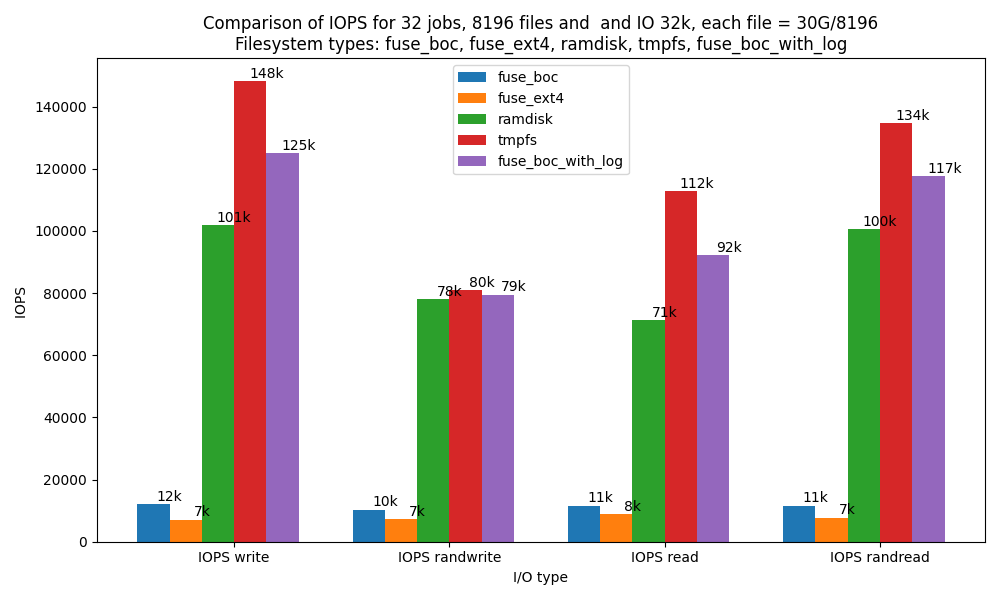 Comparison of IOPS for 32 jobs, 8196 files and  and IO 32k, each file = 30G/8196
Filesystem types: fuse_boc, fuse_ext4, ramdisk, tmpfs, fuse_boc_with_log
fuse_boc
fuse_ext4
ramdisk
tmpfs
fuse_boc_with_log
IOPS
140000
120000
100000
80000
60000
40000
20000
0
12k
7k
101k
148k
125k
10k
7k
78k
80k
79k
11k
8k
71k
112k
92k
11k
7k
100k
134k
117k
IOPS write
IOPS randwrite
IOPS read
IOPS randread
I/O type